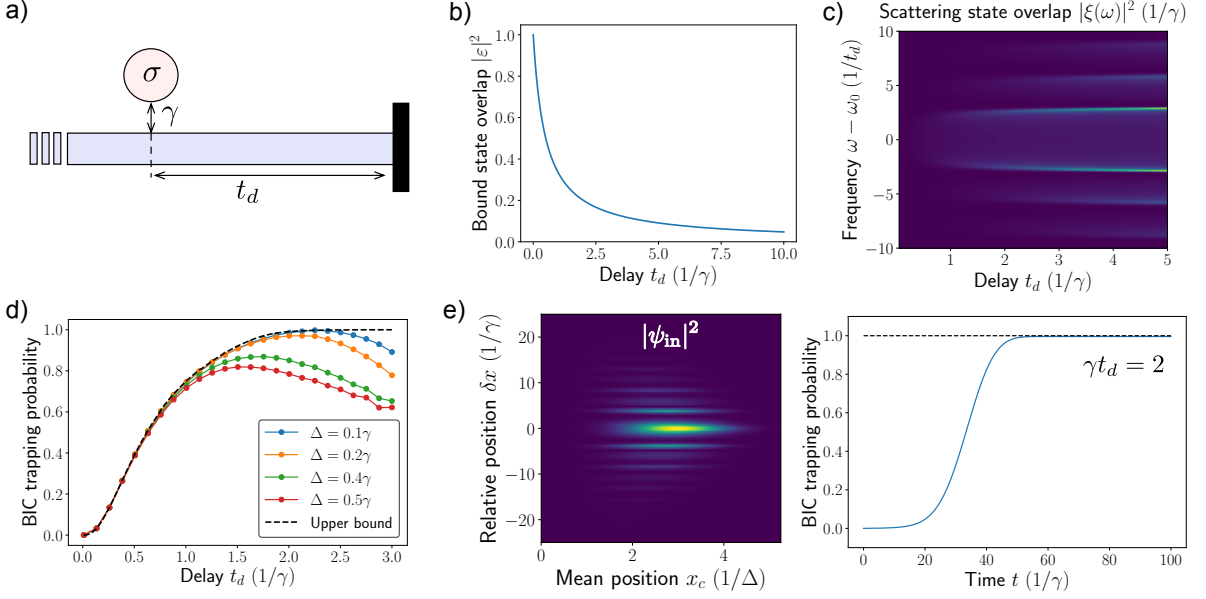 a)
σ
γ
t_d
b)
Bound state overlap |ε|²
1.0
0.8
0.6
0.4
0.2
0.0
0.0 2.5 5.0 7.5 10.0
Delay t_d (1/γ)
c)
Scattering state overlap |ξ(ω)|² (1/γ)
Frequency ω − ω₀ (1/t_d)
10
5
0
−5
−10
1 2 3 4 5
Delay t_d (1/γ)
d)
BIC trapping probability
1.0
0.8
0.6
0.4
0.2
0.0
Δ = 0.1γ
Δ = 0.2γ
Δ = 0.4γ
Δ = 0.5γ
Upper bound
0.0 0.5 1.0 1.5 2.0 2.5 3.0
Delay t_d (1/γ)
e)
|ψ_in|²
Relative position δx (1/γ)
20
10
0
−10
−20
0 2 4
Mean position x_c (1/Δ)
BIC trapping probability
1.0
0.8
0.6
0.4
0.2
0.0
γt_d = 2
0 20 40 60 80 100
Time t (1/γ)